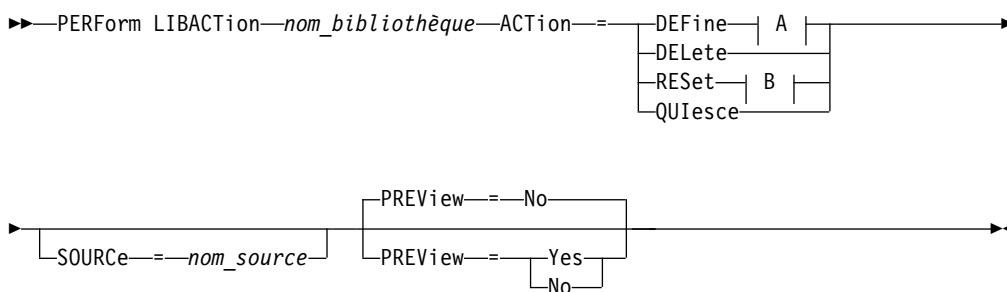 PERForm LIBACTion nom_bibliothèque ACTion = DEFine A
DELete
RESet B
QUIesce
PREView = No
SOURCe = nom_source
PREView = Yes
No